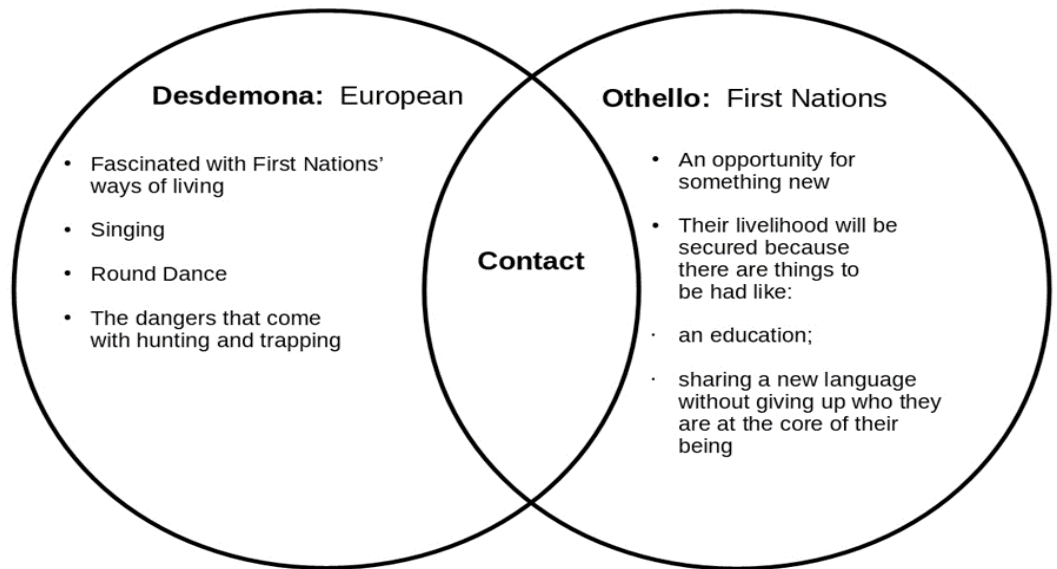 Desdemona: European
• Fascinated with First Nations’
ways of living
• Singing
• Round Dance
• The dangers that come
with hunting and trapping
Contact
Othello: First Nations
• An opportunity for
something new
• Their livelihood will be
secured because
there are things to
be had like:
· an education;
· sharing a new language
without giving up who they
are at the core of their
being